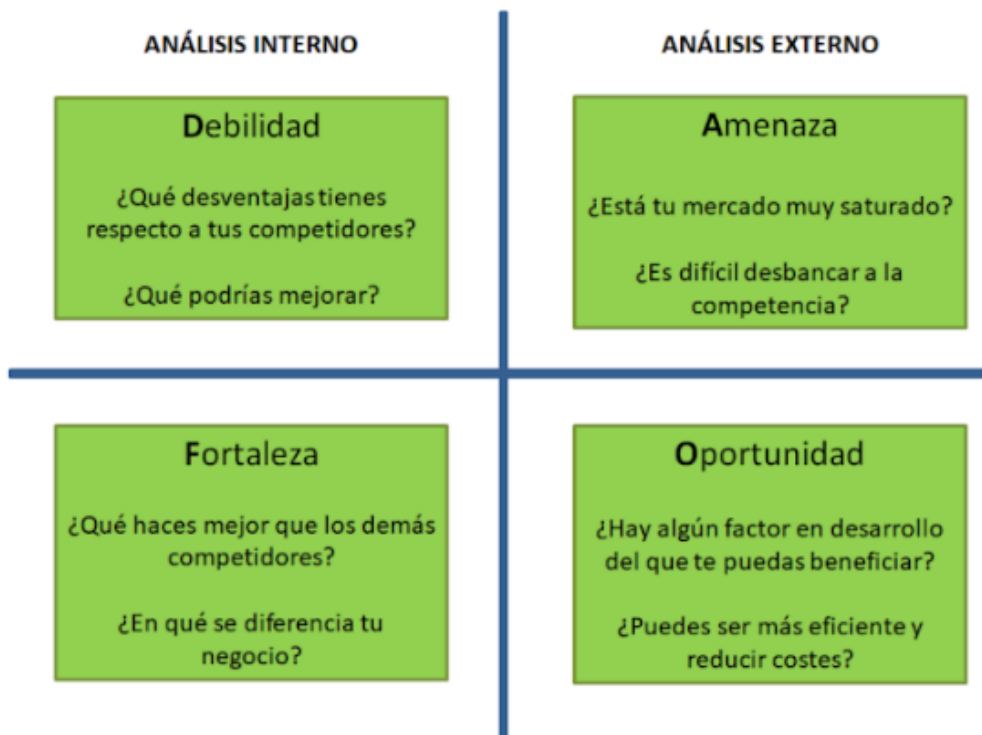 ANÁLISIS INTERNO
ANÁLISIS EXTERNO
Debilidad
¿Qué desventajas tienes
respecto a tus competidores?
¿Qué podrías mejorar?
Amenaza
¿Está tu mercado muy saturado?
¿Es difícil desbancar a la
competencia?
Fortaleza
¿Qué haces mejor que los demás
competidores?
¿En qué se diferencia tu
negocio?
Oportunidad
¿Hay algún factor en desarrollo
del que te puedas beneficiar?
¿Puedes ser más eficiente y
reducir costes?